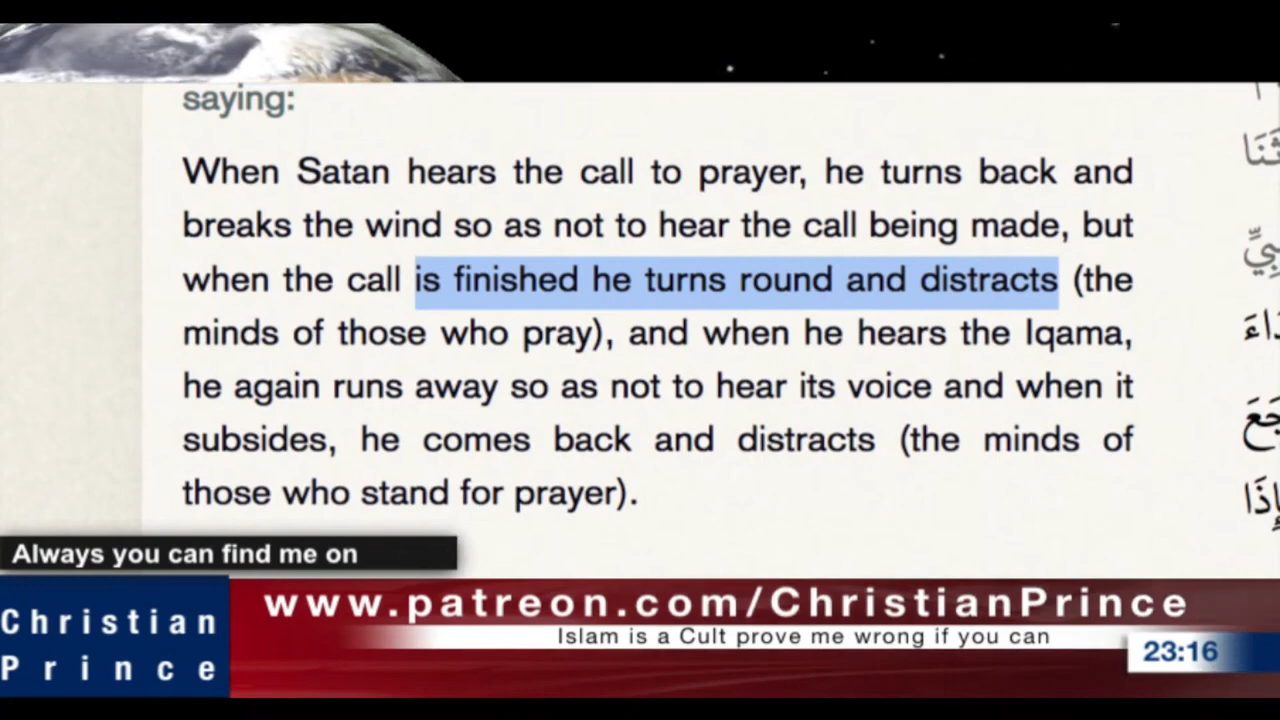 saying:
When Satan hears the call to prayer, he turns back and
breaks the wind so as not to hear the call being made, but
when the call is finished he turns round and distracts (the
minds of those who pray), and when he hears the Iqama,
he again runs away so as not to hear its voice and when it
subsides, he comes back and distracts (the minds of
those who stand for prayer).
Always you can find me on
Christian
Prince
www.patreon.com/ChristianPrince
Islam is a Cult prove me wrong if you can
23:16